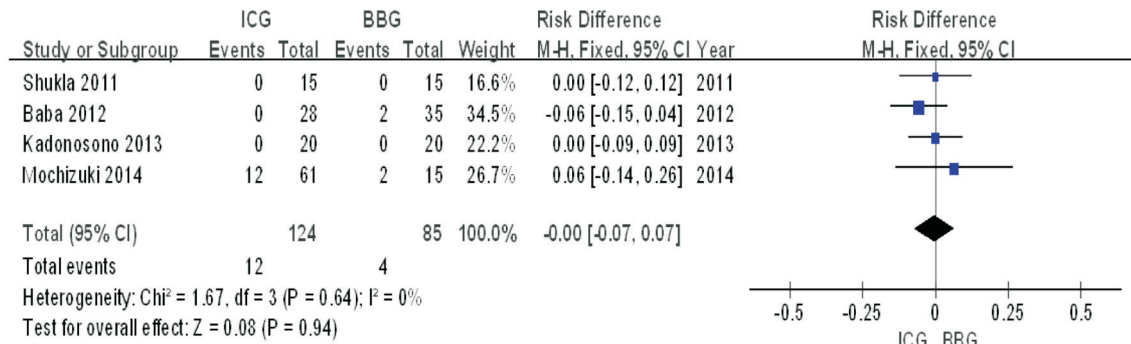 ICG BBG Risk Difference Risk Difference
Study or Subgroup Events Total Events Total Weight M-H, Fixed, 95% CI Year M-H, Fixed, 95% CI
Shukla 2011 0 15 0 15 16.6% 0.00 [-0.12, 0.12] 2011
Baba 2012 0 28 2 35 34.5% -0.06 [-0.15, 0.04] 2012
Kadonosono 2013 0 20 0 20 22.2% 0.00 [-0.09, 0.09] 2013
Mochizuki 2014 12 61 2 15 26.7% 0.06 [-0.14, 0.26] 2014
Total (95% CI) 124 85 100.0% -0.00 [-0.07, 0.07]
Total events 12 4
Heterogeneity: Chi² = 1.67, df = 3 (P = 0.64); I² = 0%
Test for overall effect: Z = 0.08 (P = 0.94)
-0.5 -0.25 0 0.25 0.5
ICG BBG